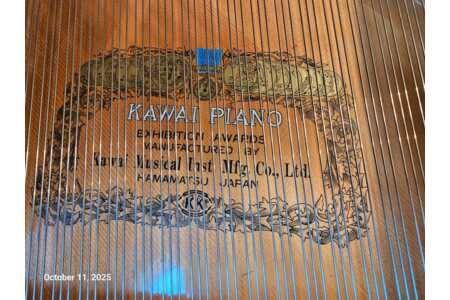 KAWAI PIANO
EXHIBITION AWARDS
MANUFACTURED BY
Kawai Musical Inst. Mfg. Co., Ltd.
HAMAMATSU JAPAN
October 11, 2025